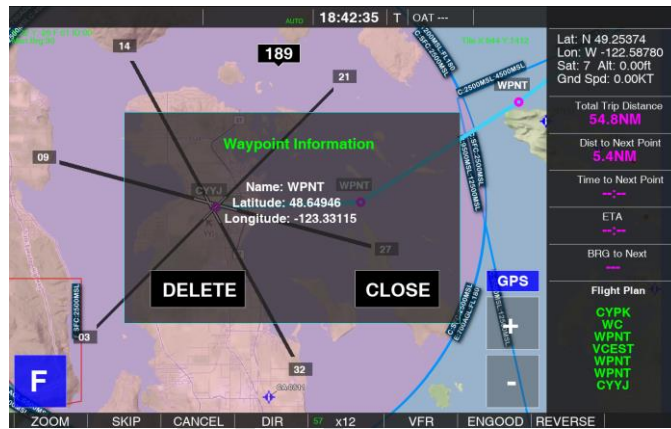 AUTO 18:42:35 T OAT ---
189
14
21
09
27
03
32
WPNT
C:2500MSL:4500MSL
CYYJ
WPNT
Waypoint Information
Name: WPNT
Latitude: 48.64946
Longitude: -123.33115
DELETE
CLOSE
GPS
+
-
F
ZOOM SKIP CANCEL DIR 57 x12 VFR ENGOOD REVERSE
Lat: N 49.25374
Lon: W -122.58780
Sat: 7 Alt: 0.00ft
Gnd Spd: 0.00KT
Total Trip Distance
54.8NM
Dist to Next Point
5.4NM
Time to Next Point
--:--
ETA
--:--
BRG to Next
---
Flight Plan
CYPK
WC
WPNT
VCEST
WPNT
WPNT
CYYJ